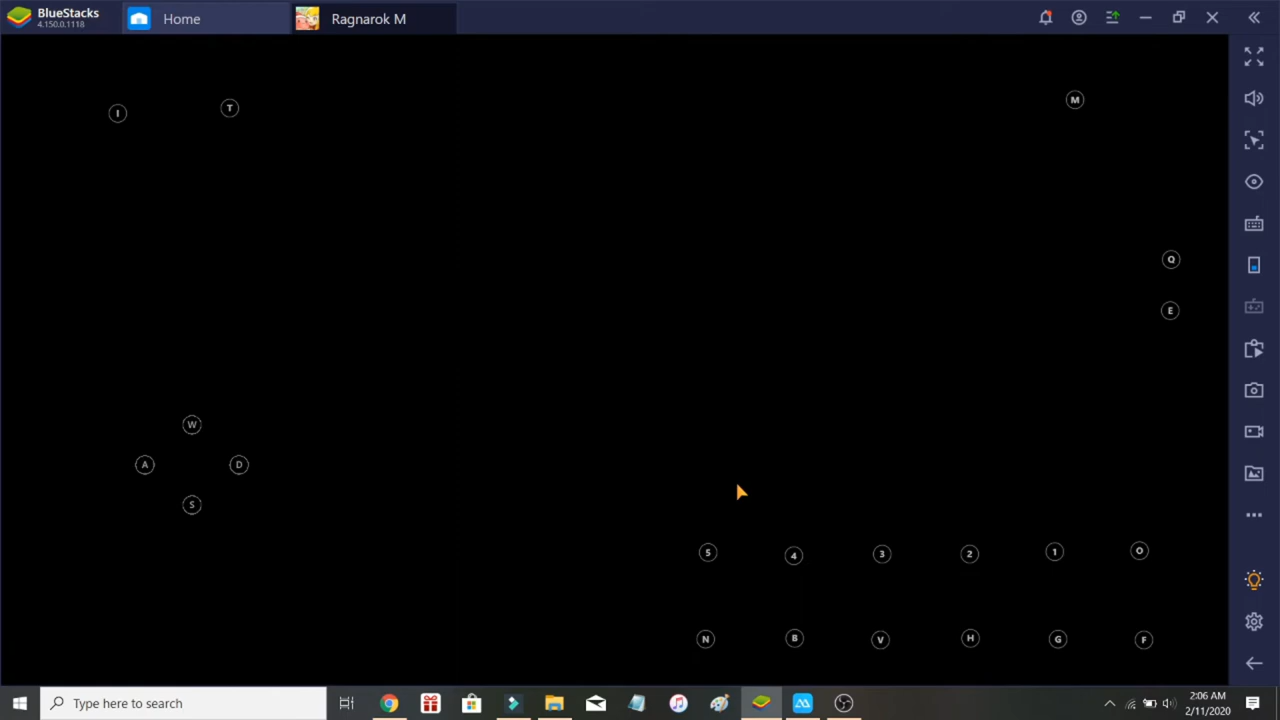 BlueStacks
4.150.0.1118
Home
Ragnarok M
I
T
M
Q
E
W
A
D
S
5
4
3
2
1
O
N
B
V
H
G
F
Type here to search
2:06 AM
2/11/2020